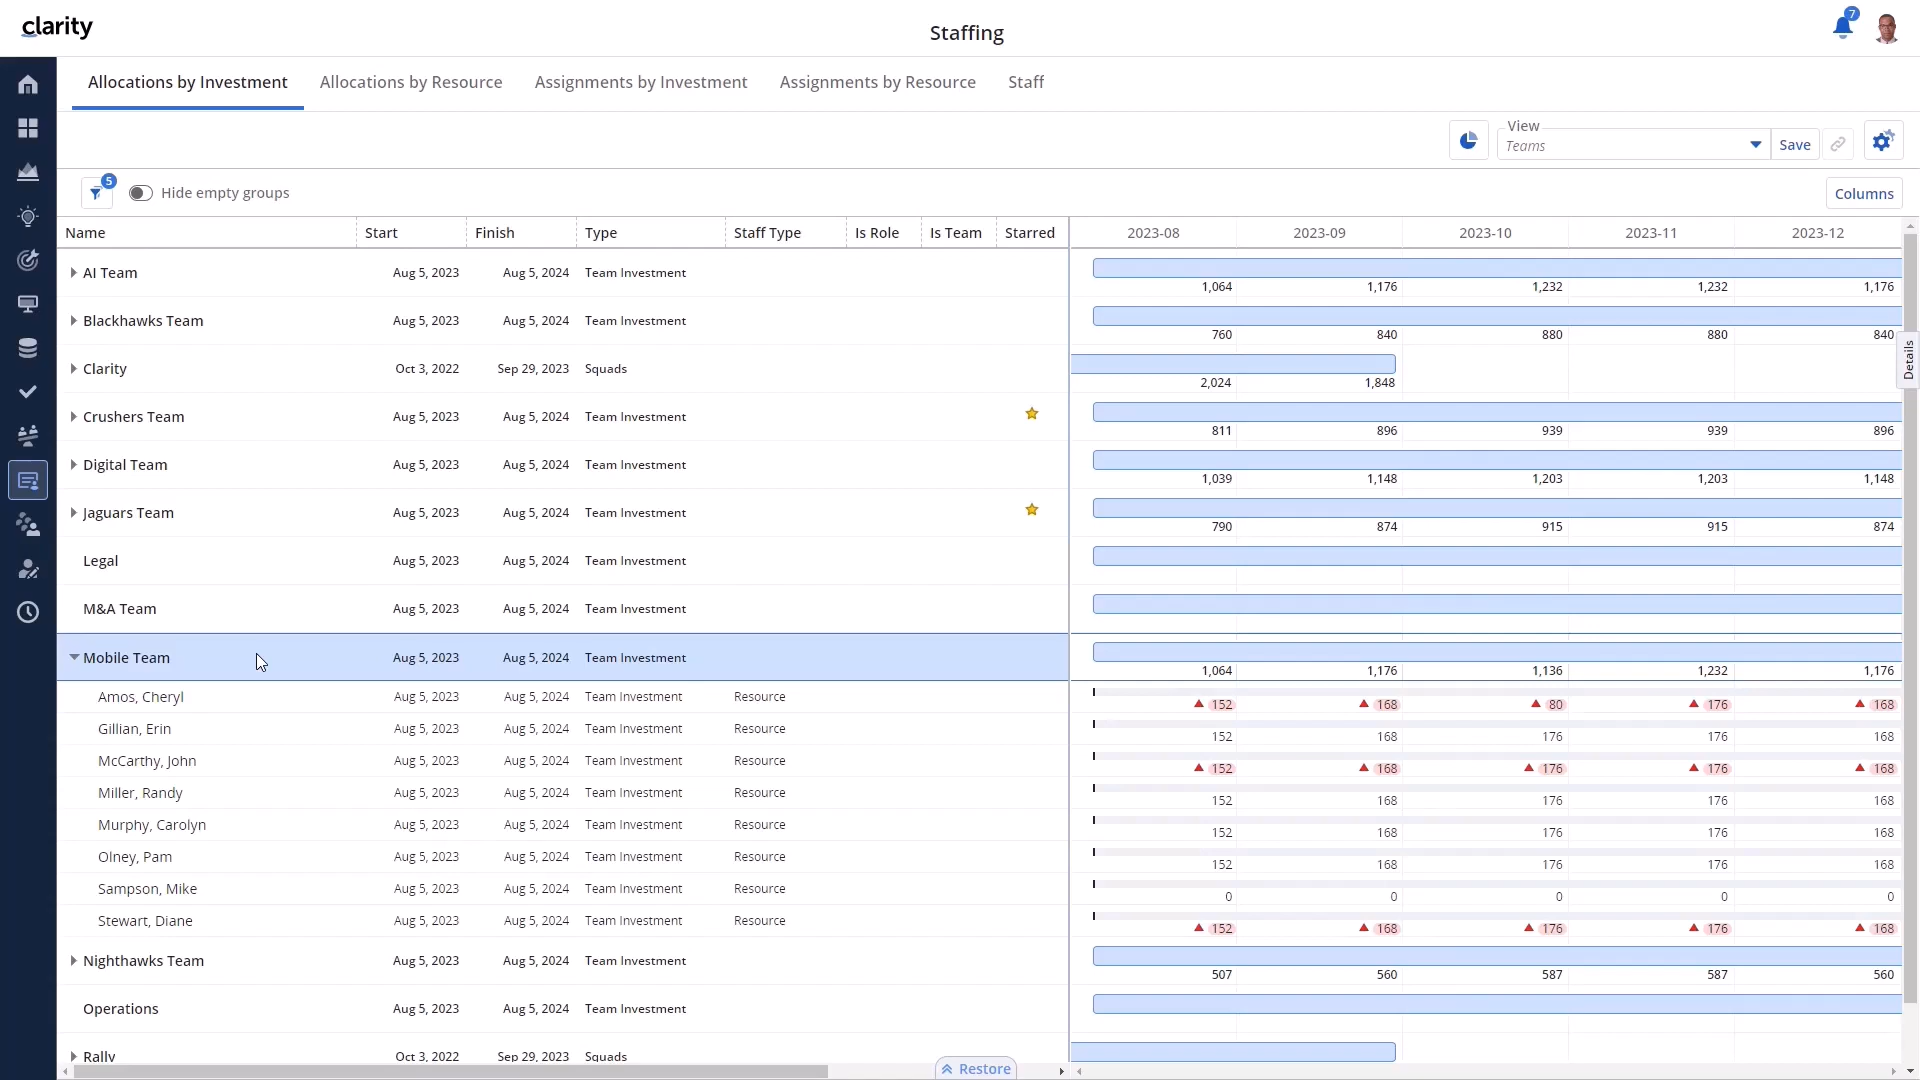 clarity
Staffing
7
Allocations by Investment Allocations by Resource Assignments by Investment Assignments by Resource Staff
View
Teams
Save
5
Hide empty groups
Columns
Name Start Finish Type Staff Type Is Role Is Team Starred 2023-08 2023-09 2023-10 2023-11 2023-12
AI Team Aug 5, 2023 Aug 5, 2024 Team Investment
1,064 1,176 1,232 1,232 1,176
Blackhawks Team Aug 5, 2023 Aug 5, 2024 Team Investment
760 840 880 880 840
Details
Clarity Oct 3, 2022 Sep 29, 2023 Squads
2,024 1,848
Crushers Team Aug 5, 2023 Aug 5, 2024 Team Investment
811 896 939 939 896
Digital Team Aug 5, 2023 Aug 5, 2024 Team Investment
1,039 1,148 1,203 1,203 1,148
Jaguars Team Aug 5, 2023 Aug 5, 2024 Team Investment
790 874 915 915 874
Legal Aug 5, 2023 Aug 5, 2024 Team Investment
M&A Team Aug 5, 2023 Aug 5, 2024 Team Investment
Mobile Team Aug 5, 2023 Aug 5, 2024 Team Investment
1,064 1,176 1,136 1,232 1,176
Amos, Cheryl Aug 5, 2023 Aug 5, 2024 Team Investment Resource
152 168 80 176 168
Gillian, Erin Aug 5, 2023 Aug 5, 2024 Team Investment Resource
152 168 176 176 168
McCarthy, John Aug 5, 2023 Aug 5, 2024 Team Investment Resource
152 168 176 176 168
Miller, Randy Aug 5, 2023 Aug 5, 2024 Team Investment Resource
152 168 176 176 168
Murphy, Carolyn Aug 5, 2023 Aug 5, 2024 Team Investment Resource
152 168 176 176 168
Olney, Pam Aug 5, 2023 Aug 5, 2024 Team Investment Resource
152 168 176 176 168
Sampson, Mike Aug 5, 2023 Aug 5, 2024 Team Investment Resource
0 0 0 0 0
Stewart, Diane Aug 5, 2023 Aug 5, 2024 Team Investment Resource
152 168 176 176 168
Nighthawks Team Aug 5, 2023 Aug 5, 2024 Team Investment
507 560 587 587 560
Operations Aug 5, 2023 Aug 5, 2024 Team Investment
Rally Oct 3, 2022 Sep 29, 2023 Squads
Restore